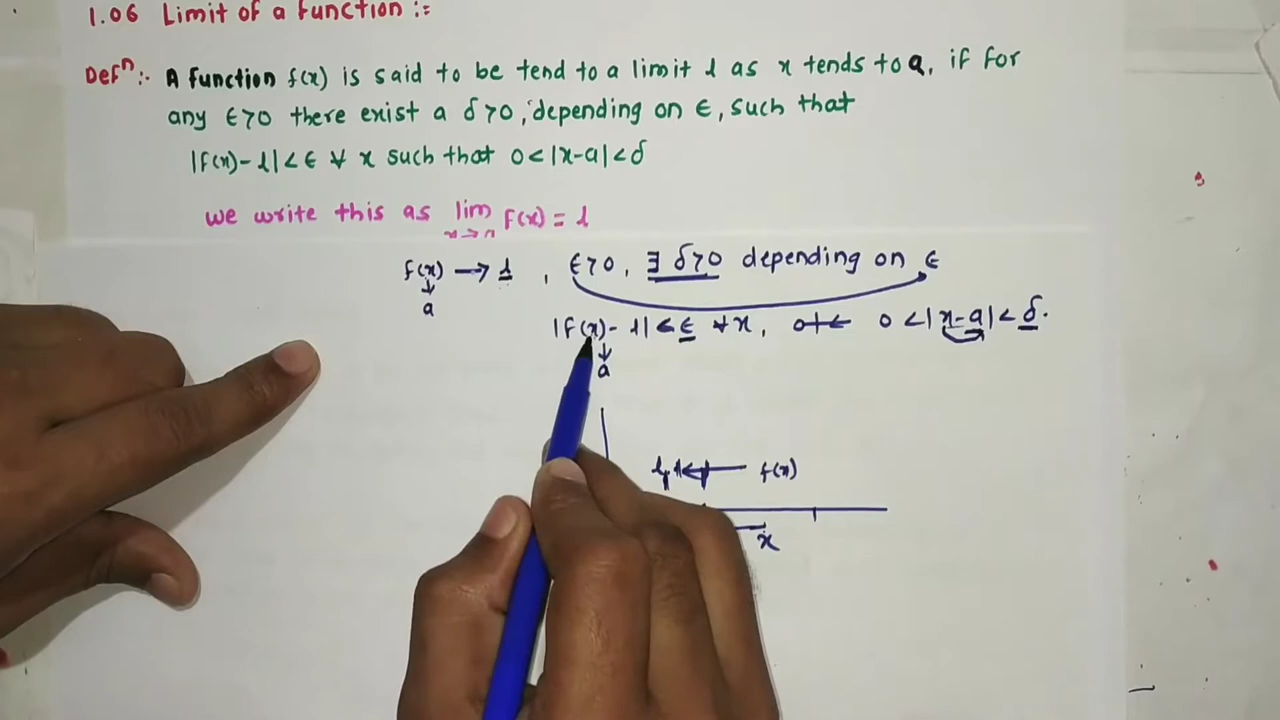 1.06 Limit of a function :=
Defⁿ:- A function f(x) is said to be tend to a limit l as x tends to a, if for
any ϵ>0 there exist a δ>0, depending on ϵ, such that
|f(x)-l|<ϵ ∀ x such that 0<|x-a|<δ
we write this as lim f(x) = l
x→a
f(x) → l , ϵ>0, ∃ δ>0 depending on ϵ
↓
a
|f(x)- l| < ϵ ∀x, 0 < |x-a| < δ.
↓
a
f(x)
x